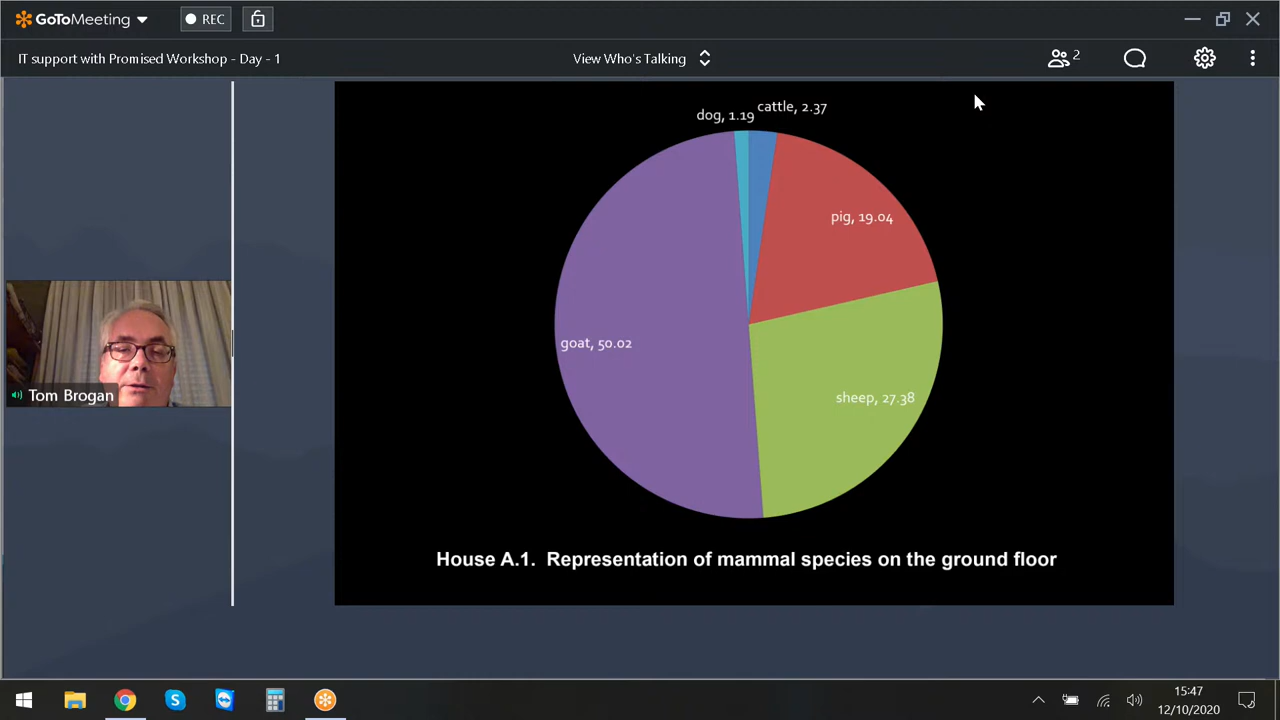 GoToMeeting
REC
IT support with Promised Workshop - Day - 1
View Who's Talking
2
dog, 1.19
cattle, 2.37
pig, 19.04
goat, 50.02
sheep, 27.38
Tom Brogan
House A.1. Representation of mammal species on the ground floor
15:47
12/10/2020